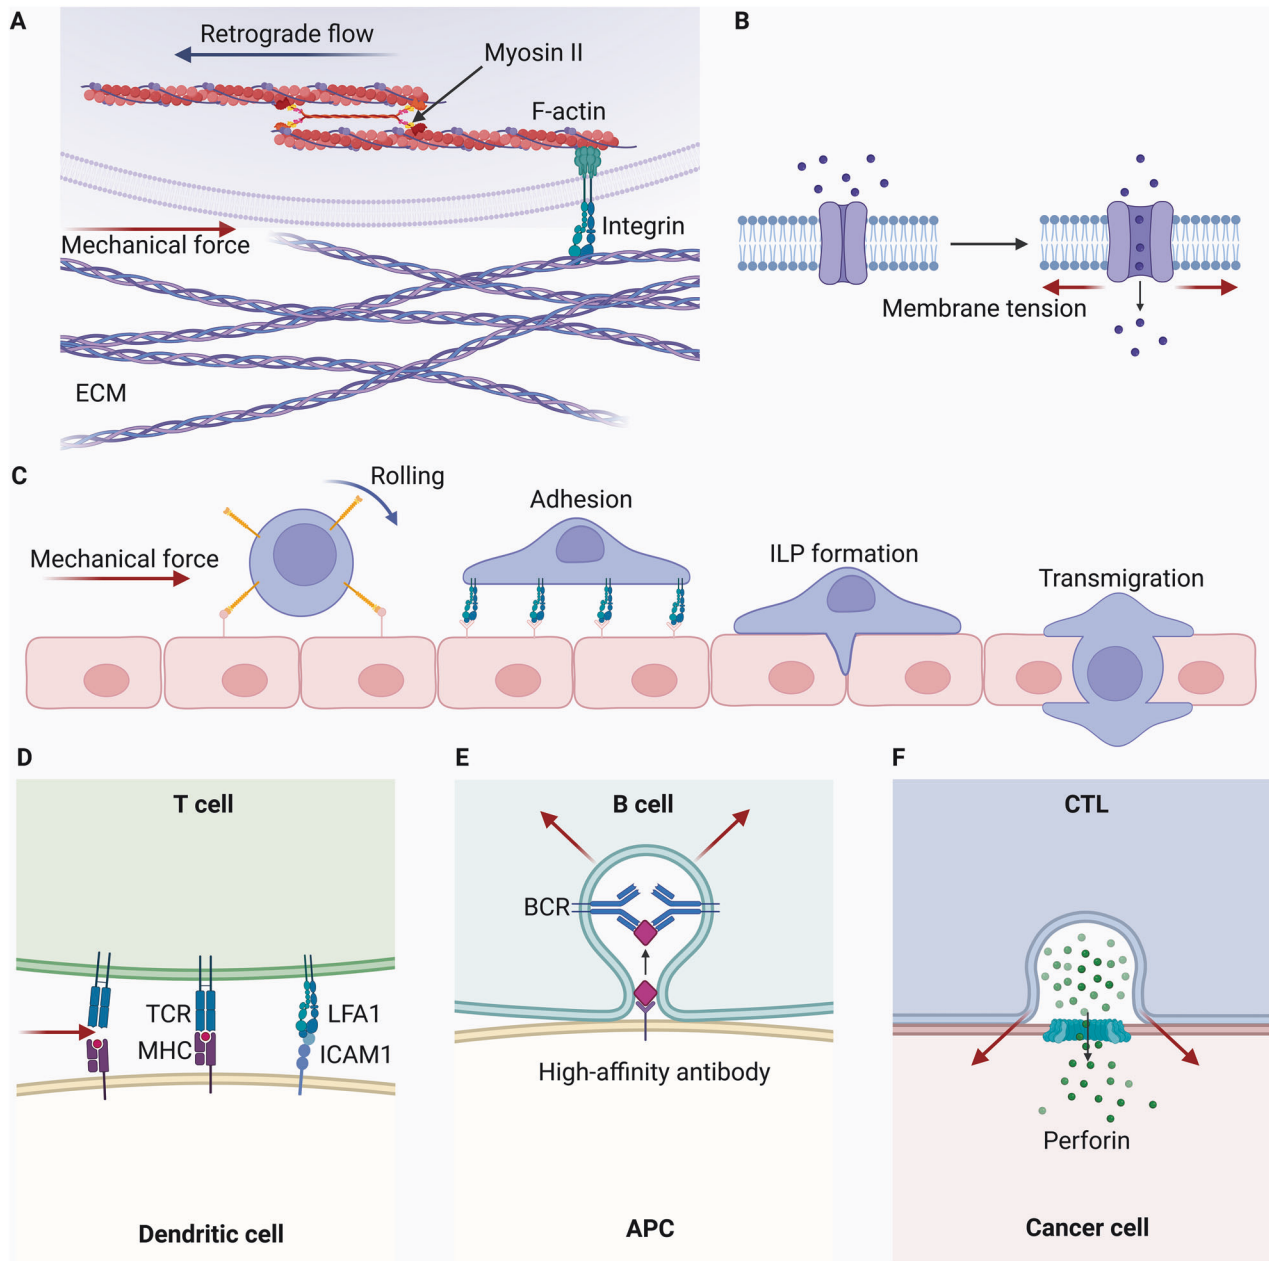 A
Retrograde flow
Myosin II
F-actin
Integrin
Mechanical force
ECM
B
Membrane tension
C
Rolling
Adhesion
Mechanical force
ILP formation
Transmigration
D
T cell
TCR
LFA1
MHC
ICAM1
Dendritic cell
E
B cell
BCR
High-affinity antibody
APC
F
CTL
Perforin
Cancer cell